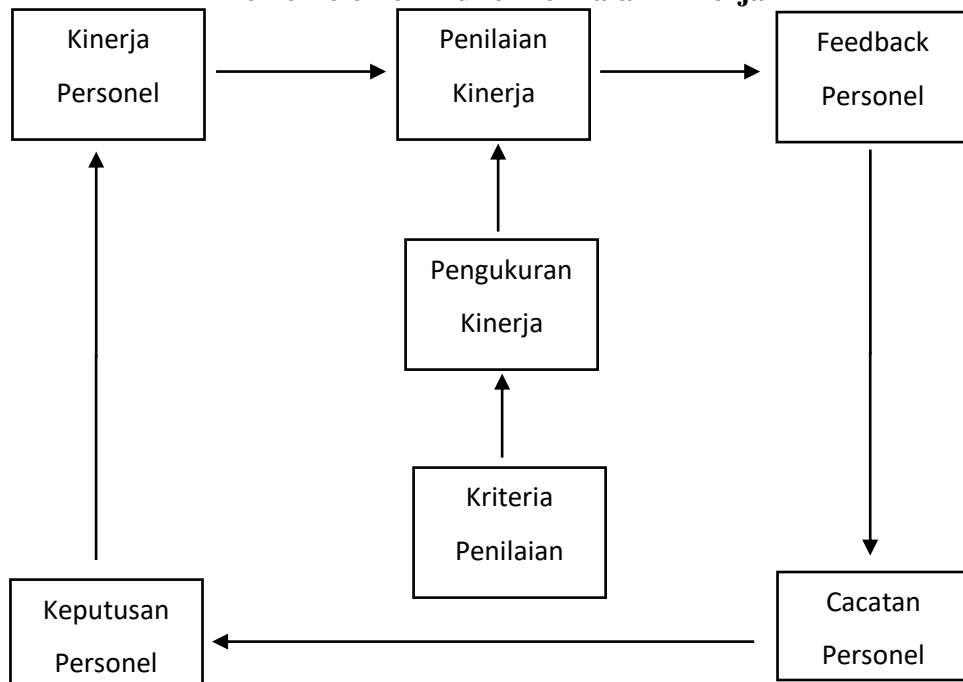 Kinerja
Personel
Penilaian
Kinerja
Feedback
Personel
Pengukuran
Kinerja
Kriteria
Penilaian
Keputusan
Personel
Cacatan
Personel